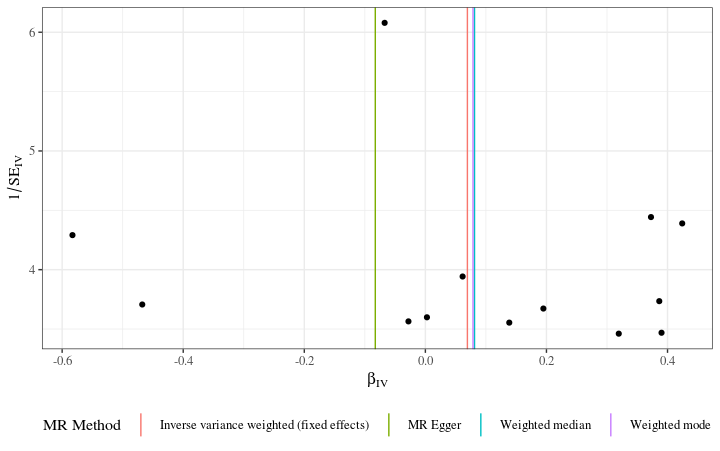 6
5
4
1/SE_IV
-0.6 -0.4 -0.2 0.0 0.2 0.4
β_IV
MR Method Inverse variance weighted (fixed effects) MR Egger Weighted median Weighted mode